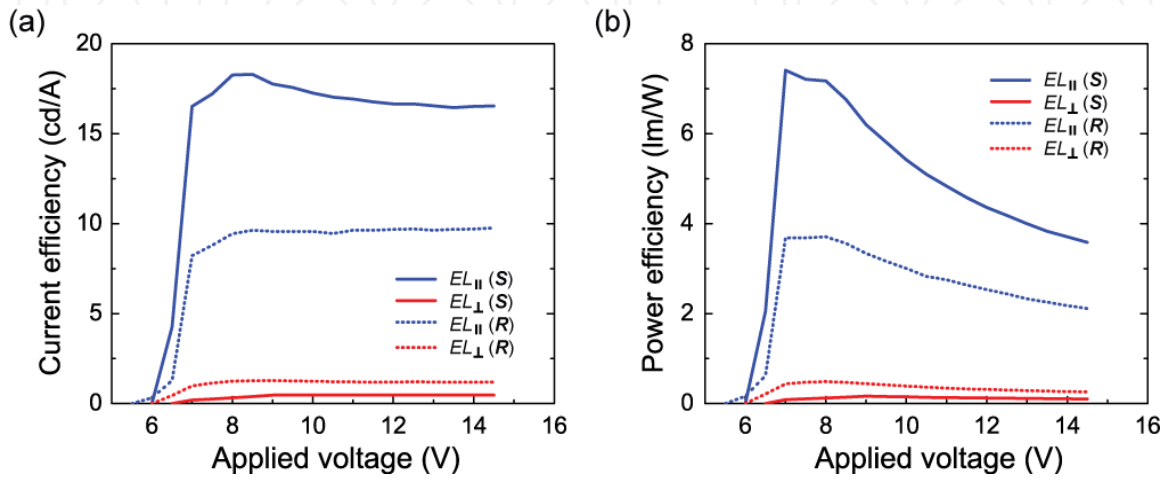 (a)
20
15
10
5
0
Current efficiency (cd/A)
EL∥ (S)
EL⊥ (S)
EL∥ (R)
EL⊥ (R)
6 8 10 12 14 16
Applied voltage (V)
(b)
8
6
4
2
0
Power efficiency (lm/W)
EL∥ (S)
EL⊥ (S)
EL∥ (R)
EL⊥ (R)
6 8 10 12 14 16
Applied voltage (V)